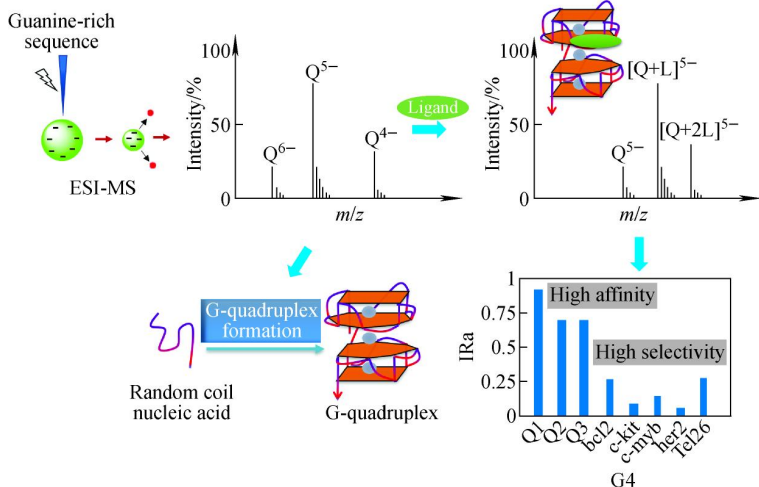 Guanine-rich
sequence
ESI-MS
Intensity/%
100
50
0
Q⁶⁻
Q⁵⁻
Q⁴⁻
m/z
Ligand
Intensity/%
100
50
0
Q⁵⁻
[Q+L]⁵⁻
[Q+2L]⁵⁻
m/z
G-quadruplex
formation
Random coil
nucleic acid
G-quadruplex
IRa
1
0.75
0.5
0.25
0
High affinity
High selectivity
Q1
Q2
Q3
bcl2
c-kit
c-myb
her2
Tel26
G4